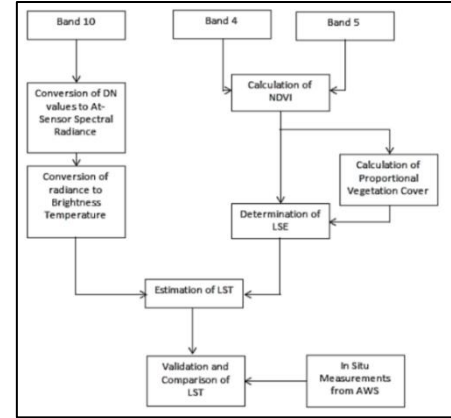 Band 10
Band 4
Band 5
Conversion of DN
values to At-
Sensor Spectral
Radiance
Calculation of
NDVI
Conversion of
radiance to
Brightness
Temperature
Calculation of
Proportional
Vegetation Cover
Determination of
LSE
Estimation of LST
Validation and
Comparison of
LST
In Situ
Measurements
from AWS